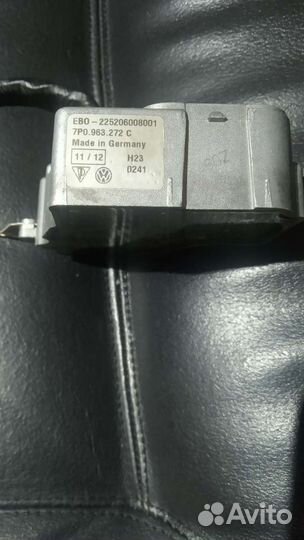 EBO - 225206008001
7P0.963.272 C
Made in Germany
11 / 12 H23
0241
Avito